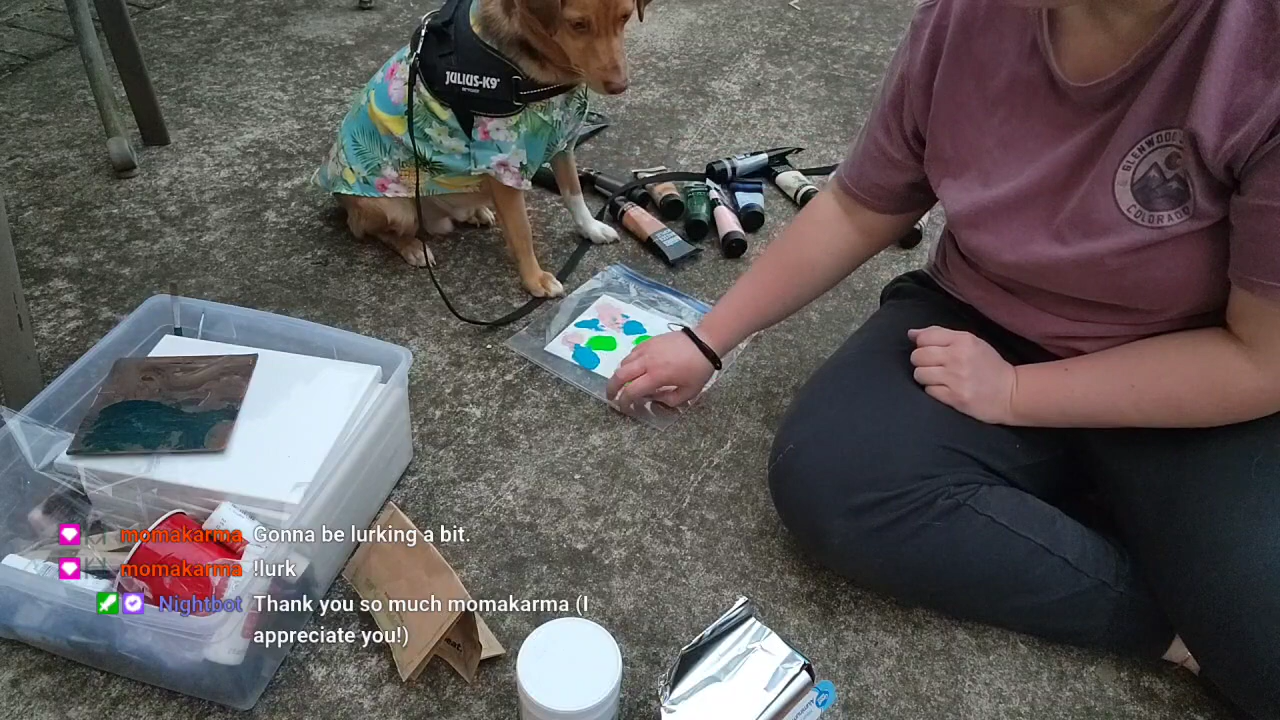 JULIUS-K9
GLENWOOD
COLORADO
momakarma Gonna be lurking a bit.
momakarma !lurk
Nightbot Thank you so much momakarma (I
appreciate you!)
eat.